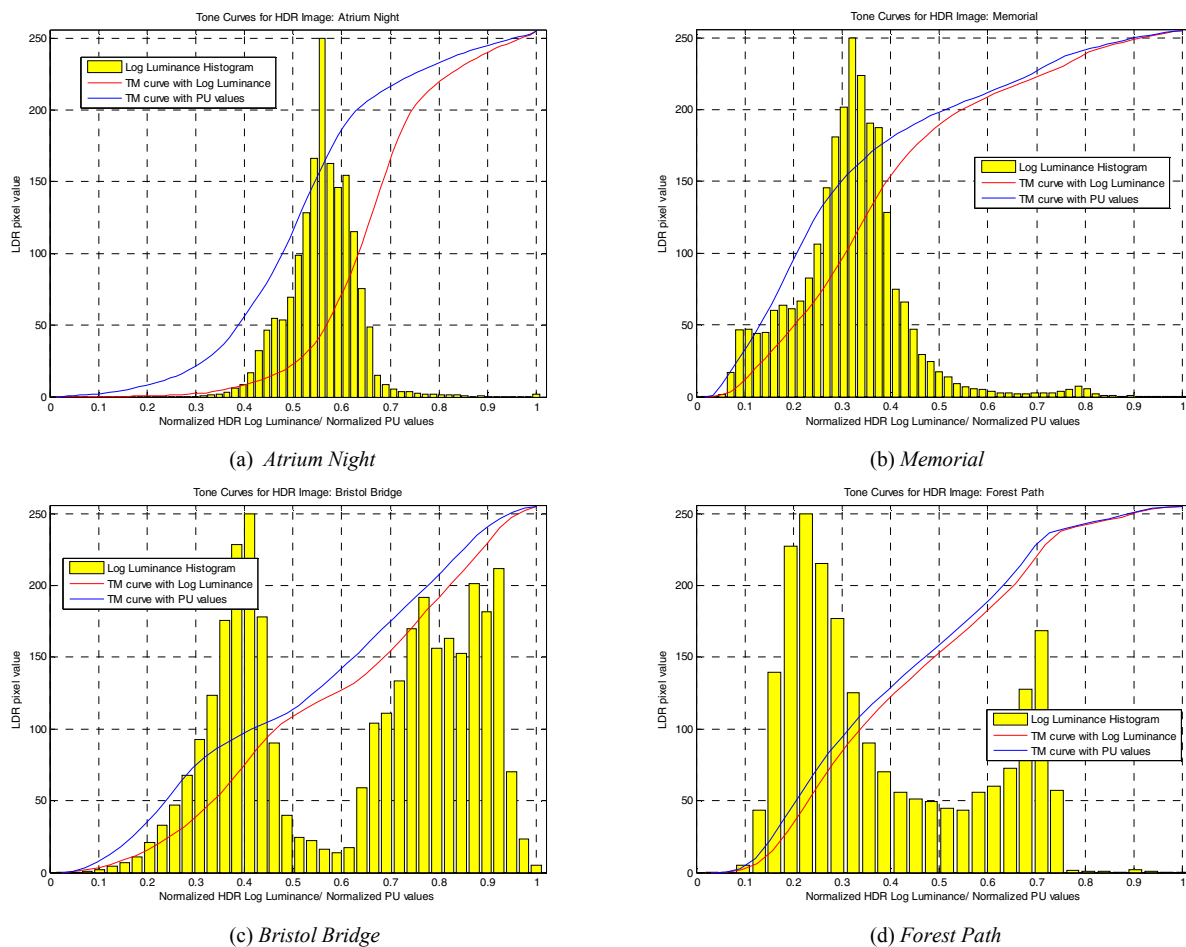 Tone Curves for HDR Image: Atrium Night
250
200
150
100
50
0
LDR pixel value
Log Luminance Histogram
TM curve with Log Luminance
TM curve with PU values
0.1 0.2 0.3 0.4 0.5 0.6 0.7 0.8 0.9 1
Normalized HDR Log Luminance/ Normalized PU values
(a) Atrium Night
Tone Curves for HDR Image: Memorial
250
200
150
100
50
0
LDR pixel value
Log Luminance Histogram
TM curve with Log Luminance
TM curve with PU values
0.1 0.2 0.3 0.4 0.5 0.6 0.7 0.8 0.9 1
Normalized HDR Log Luminance/ Normalized PU values
(b) Memorial
Tone Curves for HDR Image: Bristol Bridge
250
200
150
100
50
0
LDR pixel value
Log Luminance Histogram
TM curve with Log Luminance
TM curve with PU values
0.1 0.2 0.3 0.4 0.5 0.6 0.7 0.8 0.9 1
Normalized HDR Log Luminance/ Normalized PU values
(c) Bristol Bridge
Tone Curves for HDR Image: Forest Path
250
200
150
100
50
0
LDR pixel value
Log Luminance Histogram
TM curve with Log Luminance
TM curve with PU values
0.1 0.2 0.3 0.4 0.5 0.6 0.7 0.8 0.9 1
Normalized HDR Log Luminance/ Normalized PU values
(d) Forest Path